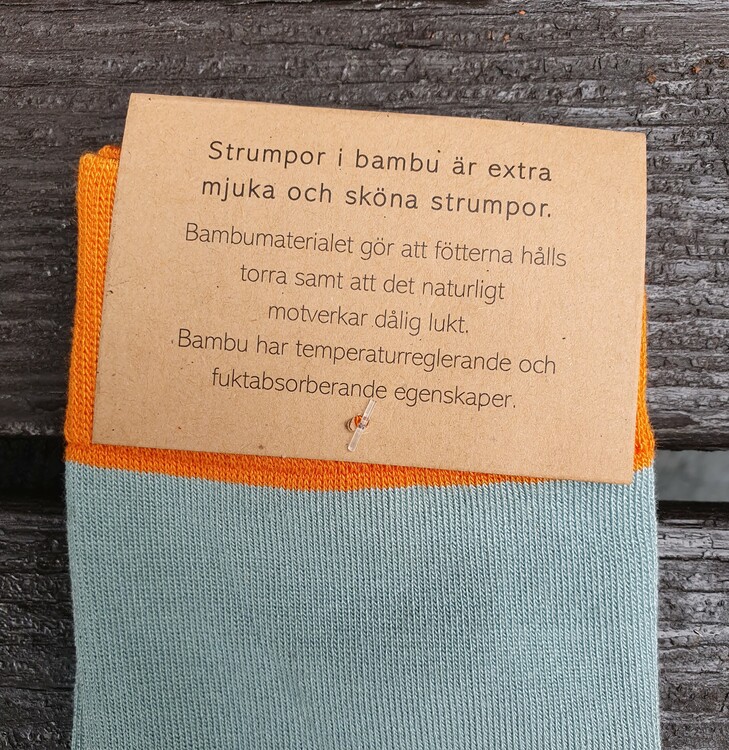 Strumpor i bambu är extra
mjuka och sköna strumpor.
Bambumaterialet gör att fötterna hålls
torra samt att det naturligt
motverkar dålig lukt.
Bambu har temperaturreglerande och
fuktabsorberande egenskaper.